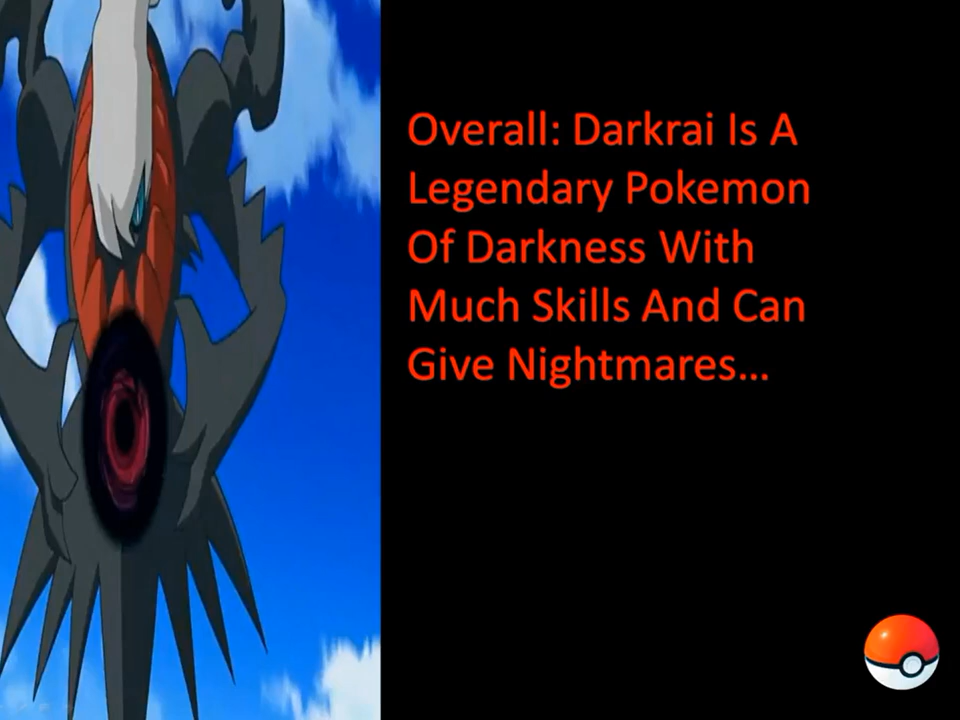 Overall: Darkrai Is A
Legendary Pokemon
Of Darkness With
Much Skills And Can
Give Nightmares...